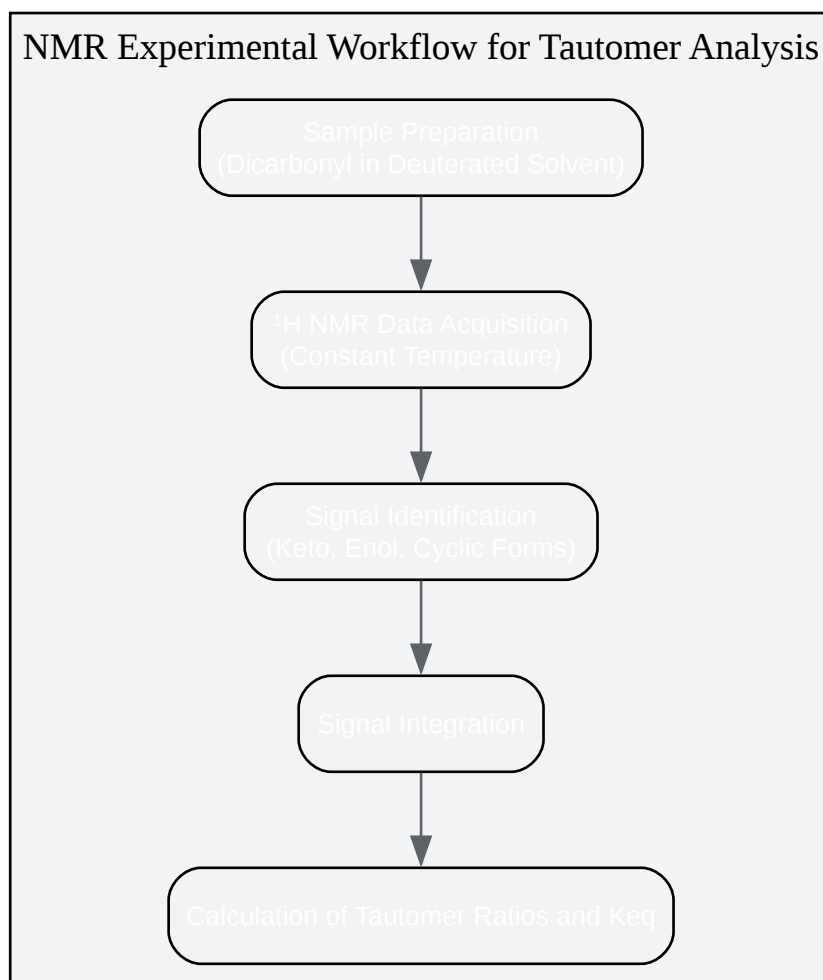 NMR Experimental Workflow for Tautomer Analysis
Sample Preparation
(Dicarbonyl in Deuterated Solvent)
¹H NMR Data Acquisition
(Constant Temperature)
Signal Identification
(Keto, Enol, Cyclic Forms)
Signal Integration
Calculation of Tautomer Ratios and Keq